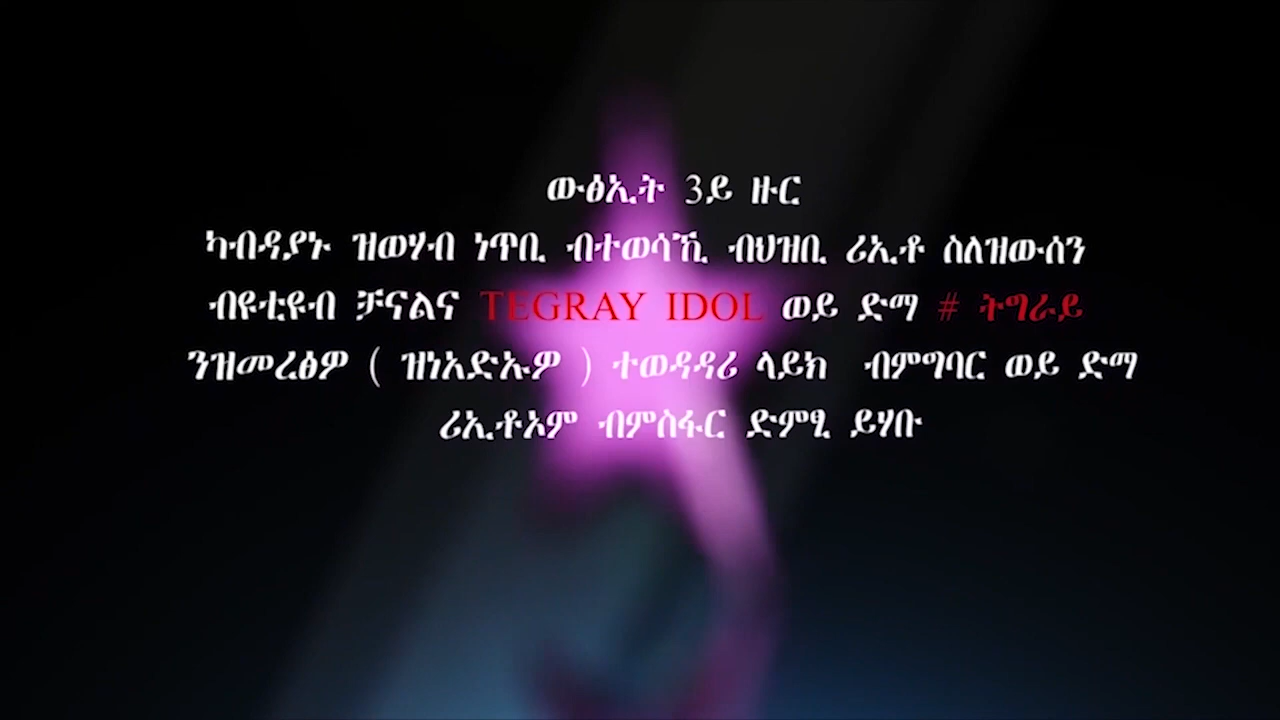 ውፅኢት 3ይ ዙር
ካብዳያኑ ዝወሃብ ነጥቢ ብተወሳኺ ብህዝቢ ሪኢቶ ስለዝውሰን
ብዩቲዩብ ቻናልና TEGRAY IDOL ወይ ድማ # ትግራይ
ንዝመረፅዎ ( ዝነአድኡዎ ) ተወዳዳሪ ላይክ ብምግባር ወይ ድማ
ሪኢቶኦም ብምስፋር ድምፂ ይሃቡ